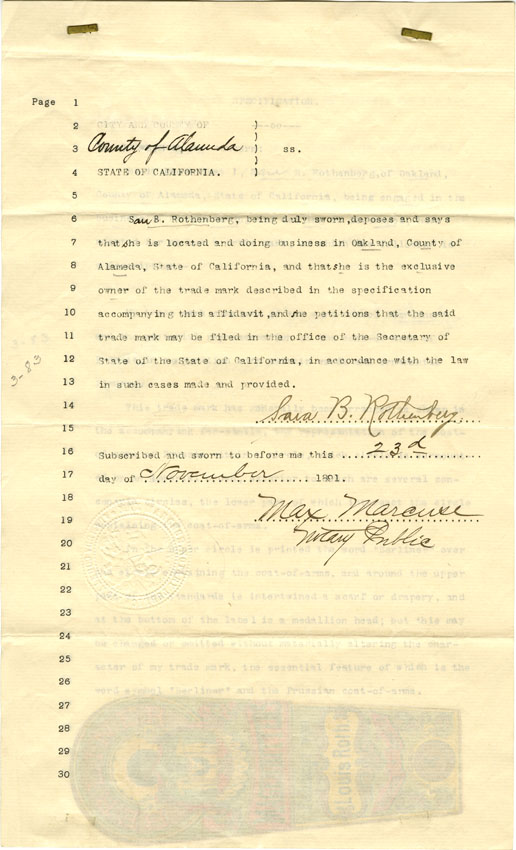 Page 1
2
3 County of Alameda ) ss.
4 STATE OF CALIFORNIA. )
5
6 Sara B. Rothenberg, being duly sworn,deposes and says
7 that she is located and doing business in Oakland, County of
8 Alameda, State of California, and that she is the exclusive
9 owner of the trade mark described in the specification
10 accompanying this affidavit,and she petitions that the said
11 trade mark may be filed in the office of the Secretary of
12 State of the State of California, in accordance with the law
13 in such cases made and provided.
3-83
14 Sara B. Rothenberg
15
16 Subscribed and sworn to before me this ..23d..........
17 day of November....... 1891.
18 Max Marcuse
19 Notary Public
20
21
22
23
24
25
26
27
28
29
30